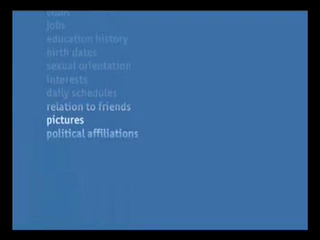 jobs
education history
birth dates
sexual orientation
interests
daily schedules
relation to friends
pictures
political affiliations